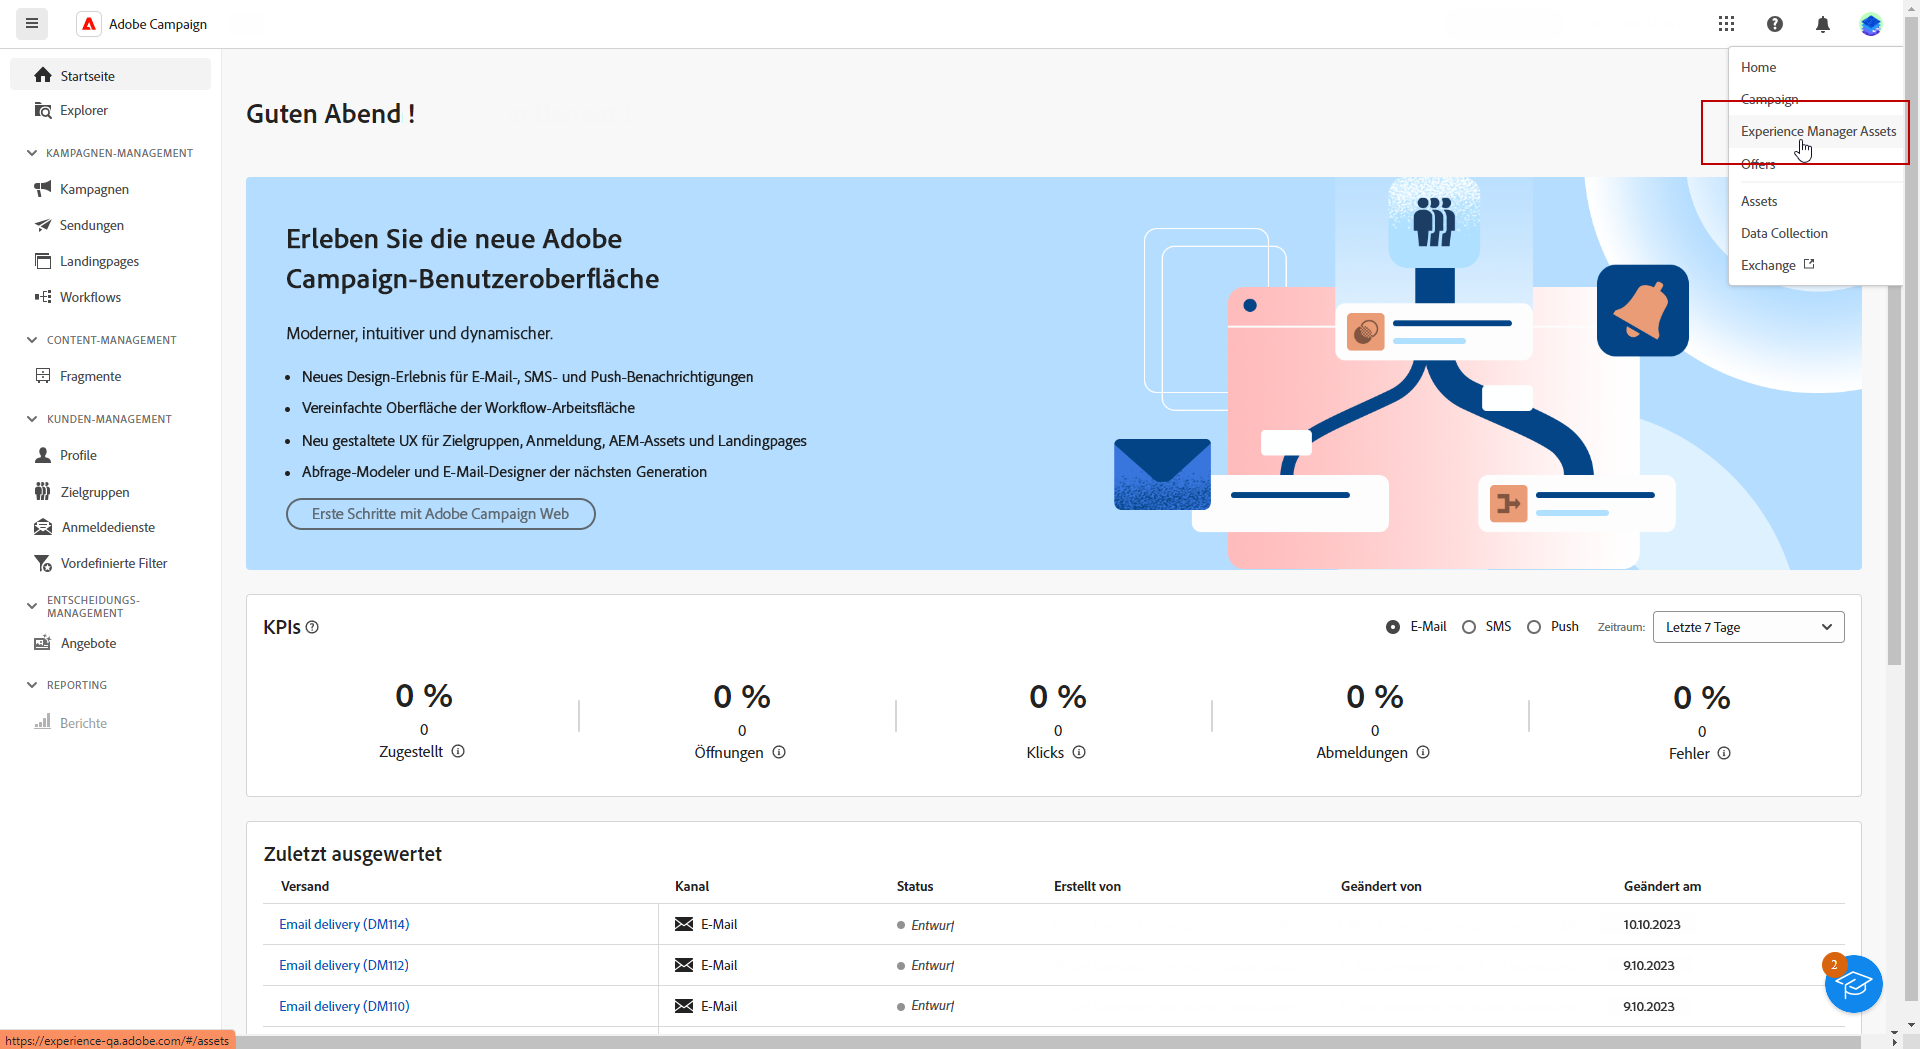 Adobe Campaign
Home
Campaign
Experience Manager Assets
Offers
Assets
Data Collection
Exchange
Startseite
Explorer
KAMPAGNEN-MANAGEMENT
Kampagnen
Sendungen
Landingpages
Workflows
CONTENT-MANAGEMENT
Fragmente
KUNDEN-MANAGEMENT
Profile
Zielgruppen
Anmeldedienste
Vordefinierte Filter
ENTSCHEIDUNGS-
MANAGEMENT
Angebote
REPORTING
Berichte
Guten Abend !
Erleben Sie die neue Adobe
Campaign-Benutzeroberfläche
Moderner, intuitiver und dynamischer.
• Neues Design-Erlebnis für E-Mail-, SMS- und Push-Benachrichtigungen
• Vereinfachte Oberfläche der Workflow-Arbeitsfläche
• Neu gestaltete UX für Zielgruppen, Anmeldung, AEM-Assets und Landingpages
• Abfrage-Modeler und E-Mail-Designer der nächsten Generation
Erste Schritte mit Adobe Campaign Web
KPIs
E-Mail SMS Push Zeitraum: Letzte 7 Tage
0 % 0 % 0 % 0 % 0 %
0 0 0 0 0
Zugestellt Öffnungen Klicks Abmeldungen Fehler
Zuletzt ausgewertet
Versand Kanal Status Erstellt von Geändert von Geändert am
Email delivery (DM114) E-Mail Entwurf 10.10.2023
Email delivery (DM112) E-Mail Entwurf 9.10.2023
Email delivery (DM110) E-Mail Entwurf 9.10.2023
2
https://experience-qa.adobe.com/#/assets